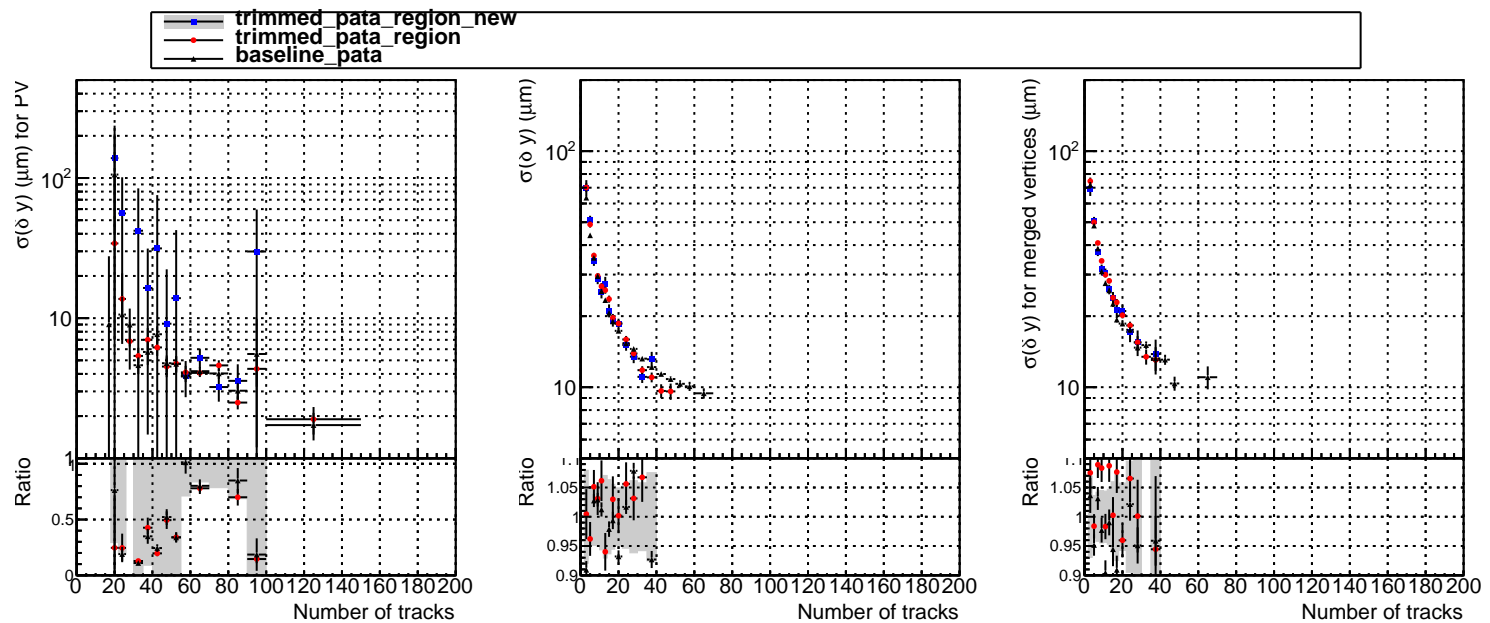 trimmed_pata_region_new
trimmed_pata_region
baseline_pata
σ(δ y) (μm) for PV
10²
10
1
Ratio
1
0.5
0
0 20 40 60 80 100 120 140 160 180 200
Number of tracks
σ(δ y) (μm)
10²
10
Ratio
1.1
1.05
1
0.95
0.9
0 20 40 60 80 100 120 140 160 180 200
Number of tracks
σ(δ y) for merged vertices (μm)
10²
10
Ratio
1.1
1.05
1
0.95
0.9
0 20 40 60 80 100 120 140 160 180 200
Number of tracks